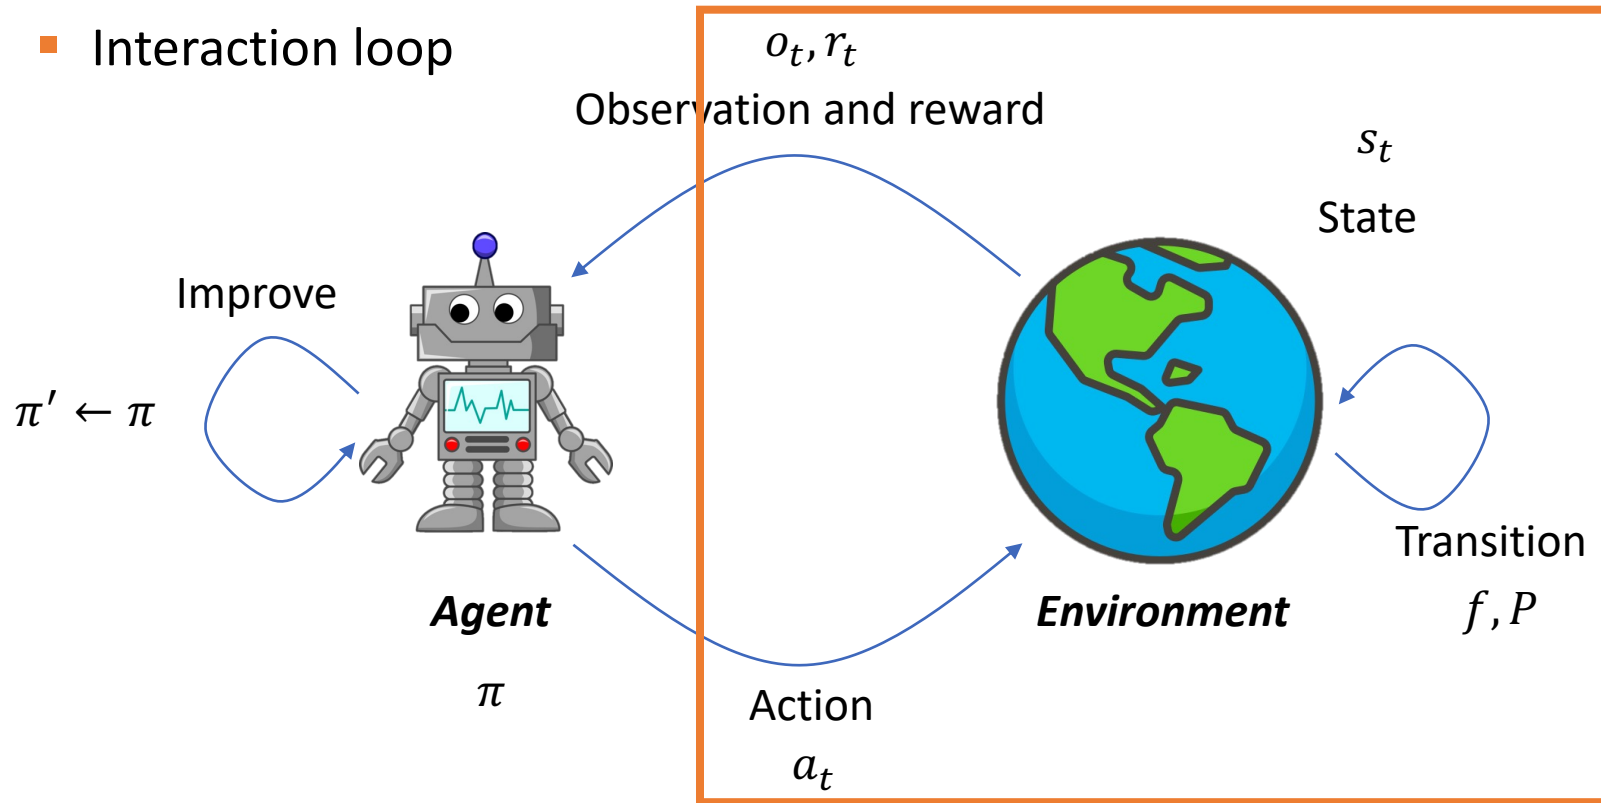 Interaction loop
o_t, r_t
Observation and reward
s_t
State
Improve
π′ ← π
Transition
f, P
Agent
Environment
π
Action
a_t